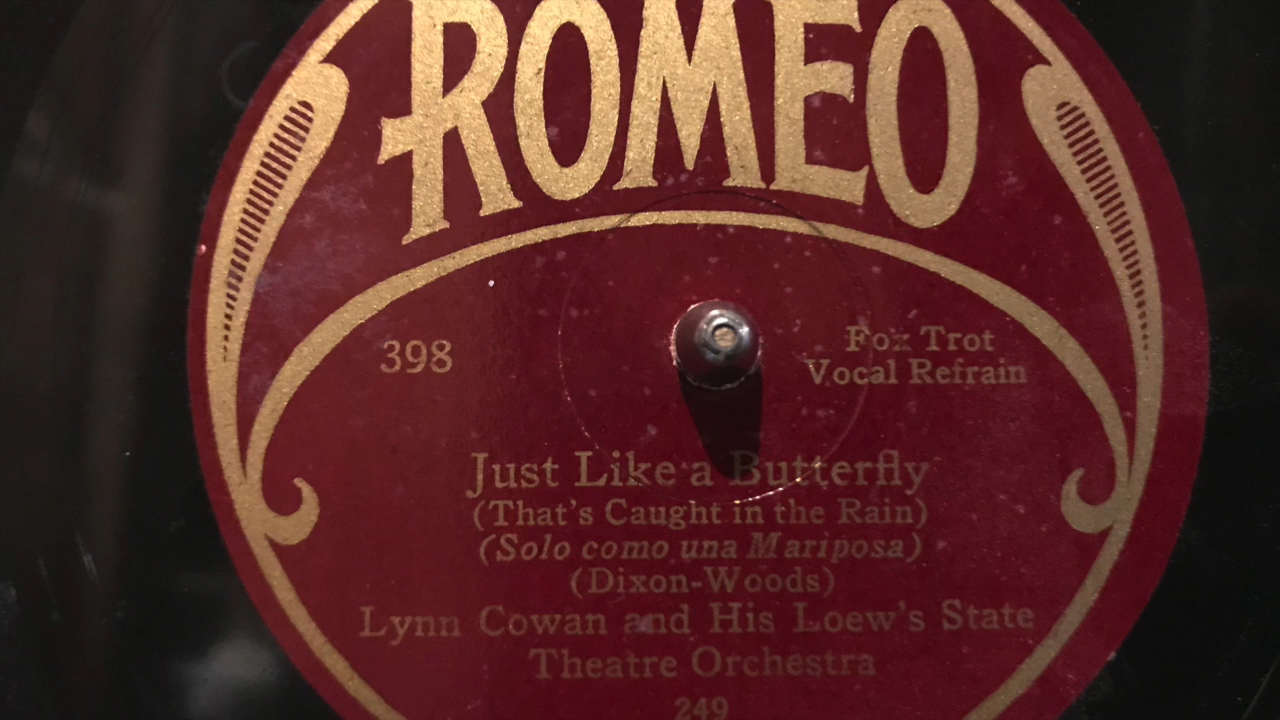 ROMEO
398
Fox Trot
Vocal Refrain
Just Like a Butterfly
(That's Caught in the Rain)
(Solo como una Mariposa)
(Dixon-Woods)
Lynn Cowan and His Loew's State
Theatre Orchestra
249